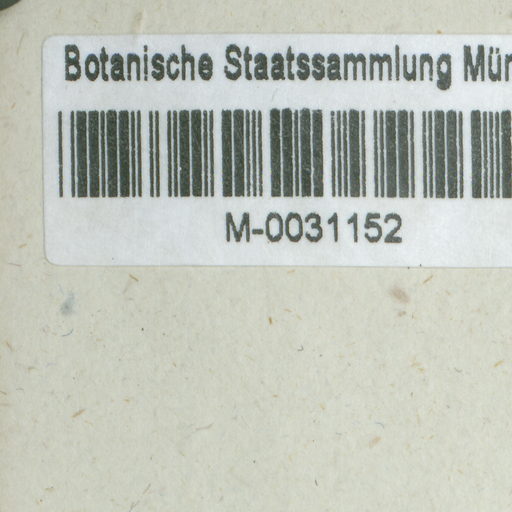 Botanische Staatssammlung Mün
M-0031152